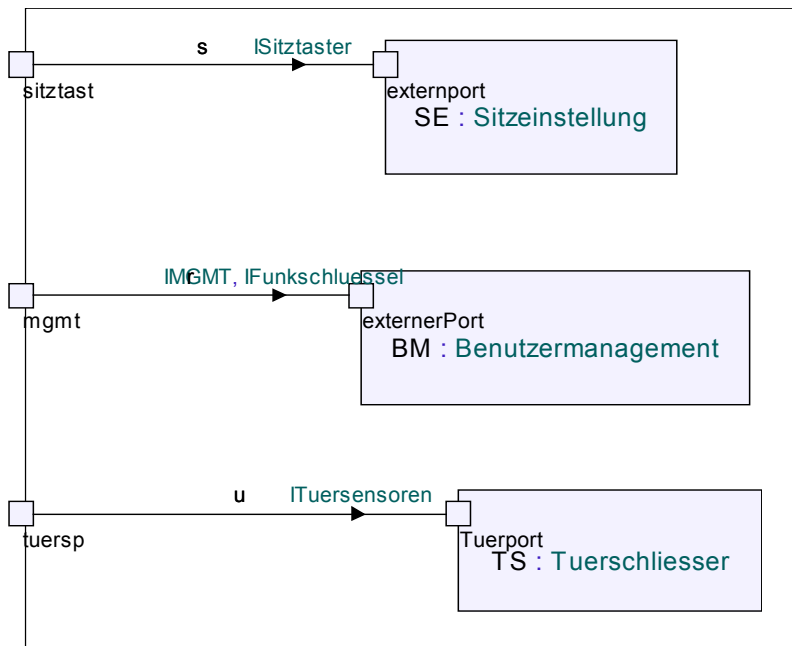 s ISitztaster
sitztast externport
SE : Sitzeinstellung
r IMGMT, IFunkschluessel
mgmt externerPort
BM : Benutzermanagement
u ITuersensoren
tuersp Tuerport
TS : Tuerschliesser